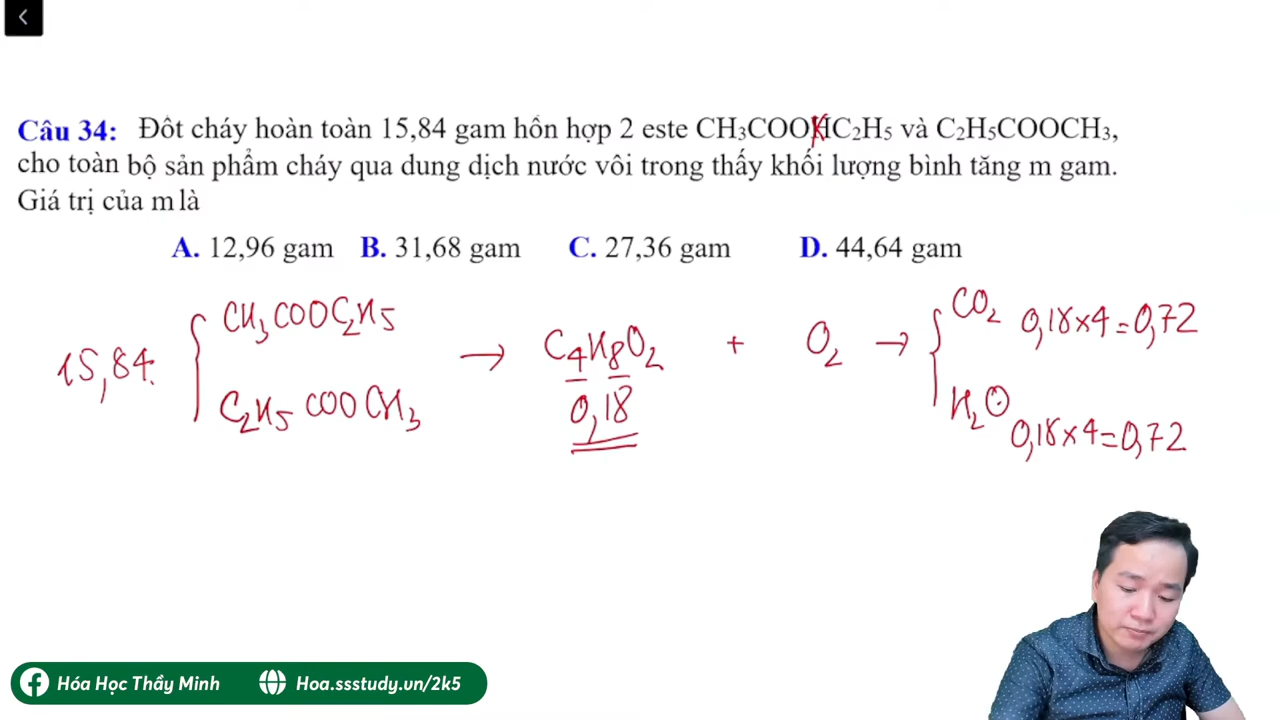 Câu 34: Đôt cháy hoàn toàn 15,84 gam hồn hợp 2 este CH₃COOHC₂H₅ và C₂H₅COOCH₃,
cho toàn bộ sản phẩm cháy qua dung dịch nước vôi trong thấy khối lượng bình tăng m gam.
Giá trị của m là
A. 12,96 gam B. 31,68 gam C. 27,36 gam D. 44,64 gam
CH₃COOC₂H₅
CO₂ 0,18×4=0,72
15,84
→ C₄H₈O₂ + O₂ →
C₂H₅COOCH₃
0,18
H₂O
0,18×4=0,72
Hóa Học Thầy Minh
Hoa.ssstudy.vn/2k5